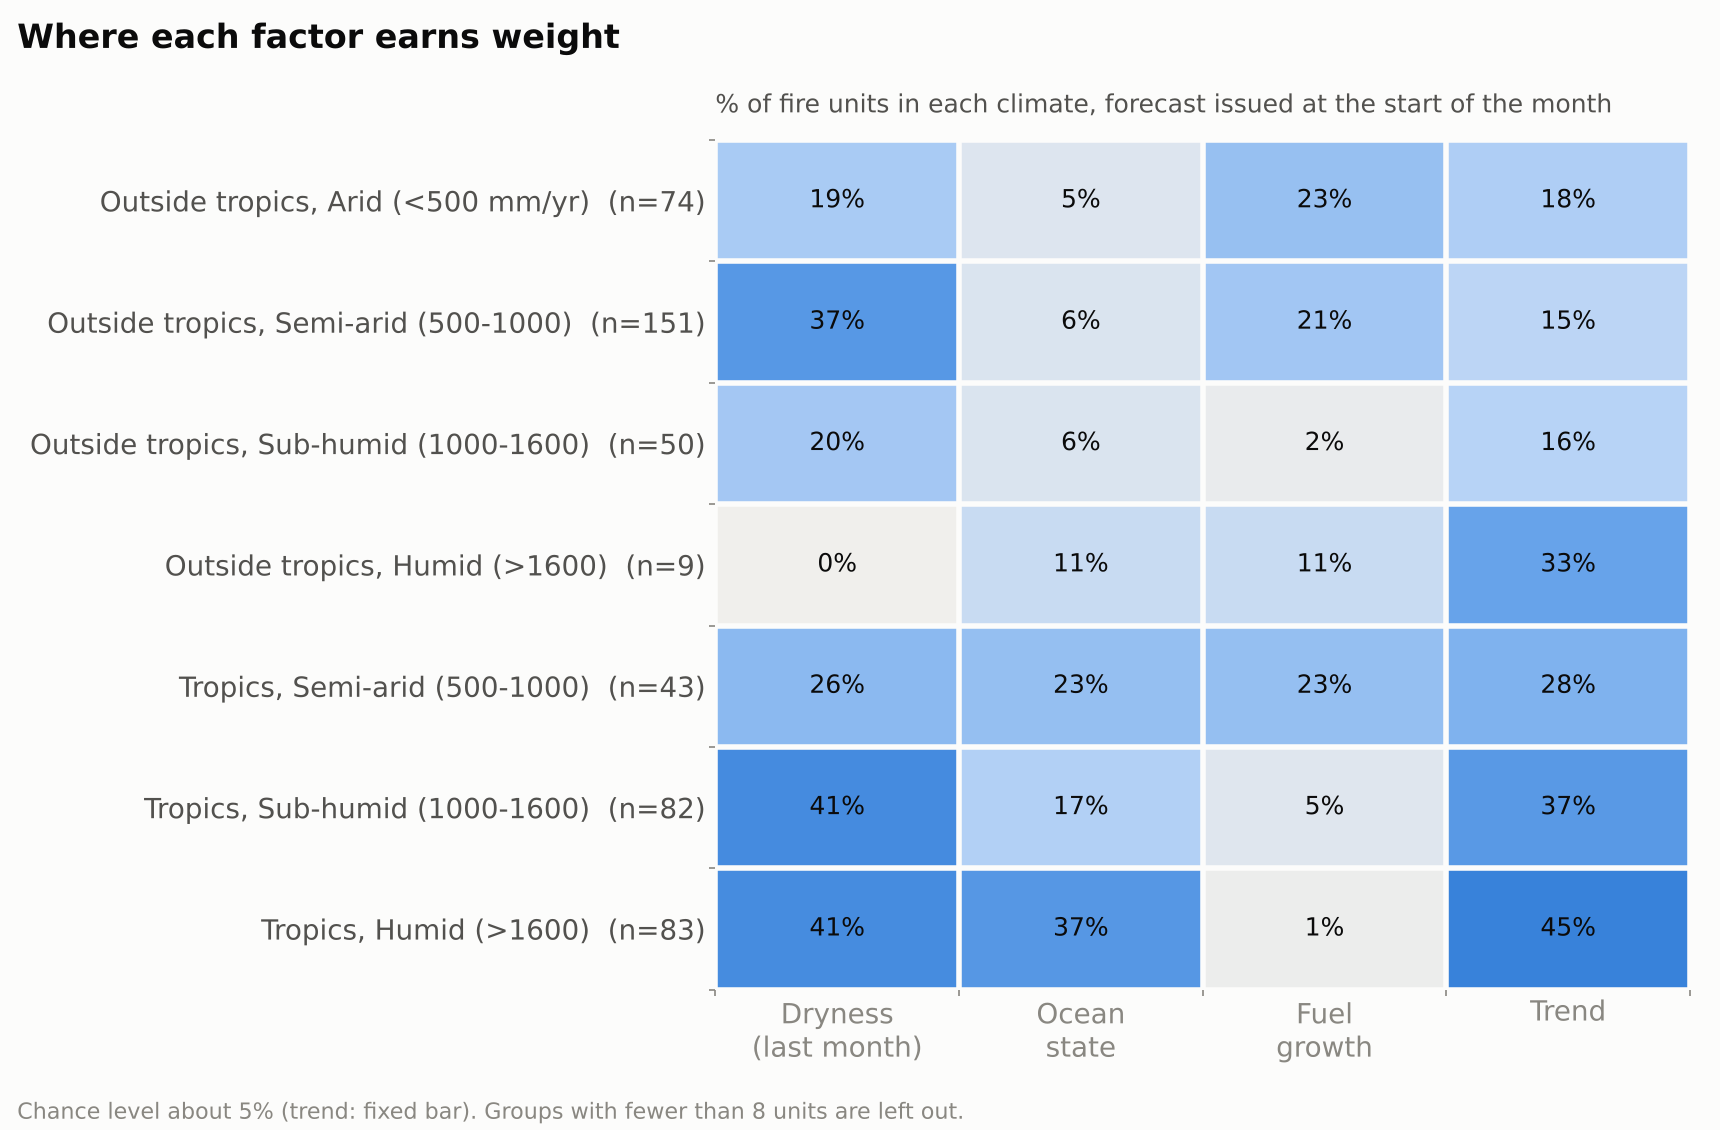 Where each factor earns weight
% of fire units in each climate, forecast issued at the start of the month
Outside tropics, Arid (<500 mm/yr)  (n=74) 19% 5% 23% 18%
Outside tropics, Semi-arid (500-1000)  (n=151) 37% 6% 21% 15%
Outside tropics, Sub-humid (1000-1600)  (n=50) 20% 6% 2% 16%
Outside tropics, Humid (>1600)  (n=9) 0% 11% 11% 33%
Tropics, Semi-arid (500-1000)  (n=43) 26% 23% 23% 28%
Tropics, Sub-humid (1000-1600)  (n=82) 41% 17% 5% 37%
Tropics, Humid (>1600)  (n=83) 41% 37% 1% 45%
Dryness Ocean Fuel Trend
(last month) state growth
Chance level about 5% (trend: fixed bar). Groups with fewer than 8 units are left out.